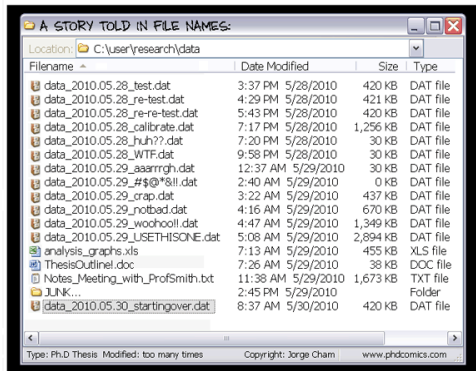 A STORY TOLD IN FILE NAMES:
Location: C:\user\research\data
Filename Date Modified Size Type
data_2010.05.28_test.dat 3:37 PM 5/28/2010 420 KB DAT file
data_2010.05.28_re-test.dat 4:29 PM 5/28/2010 421 KB DAT file
data_2010.05.28_re-re-test.dat 5:43 PM 5/28/2010 420 KB DAT file
data_2010.05.28_calibrate.dat 7:17 PM 5/28/2010 1,256 KB DAT file
data_2010.05.28_huh??.dat 7:20 PM 5/28/2010 30 KB DAT file
data_2010.05.28_WTF.dat 9:58 PM 5/28/2010 30 KB DAT file
data_2010.05.29_aaarrrgh.dat 12:37 AM 5/29/2010 30 KB DAT file
data_2010.05.29_#$@*&!!.dat 2:40 AM 5/29/2010 0 KB DAT file
data_2010.05.29_crap.dat 3:22 AM 5/29/2010 437 KB DAT file
data_2010.05.29_notbad.dat 4:16 AM 5/29/2010 670 KB DAT file
data_2010.05.29_woohoo!!.dat 4:47 AM 5/29/2010 1,349 KB DAT file
data_2010.05.29_USETHISONE.dat 5:08 AM 5/29/2010 2,894 KB DAT file
analysis_graphs.xls 7:13 AM 5/29/2010 455 KB XLS file
ThesisOutline!.doc 7:26 AM 5/29/2010 38 KB DOC file
Notes_Meeting_with_ProfSmith.txt 11:38 AM 5/29/2010 1,673 KB TXT file
JUNK... 2:45 PM 5/29/2010 Folder
data_2010.05.30_startingover.dat 8:37 AM 5/30/2010 420 KB DAT file
Type: Ph.D Thesis Modified: too many times Copyright: Jorge Cham www.phdcomics.com